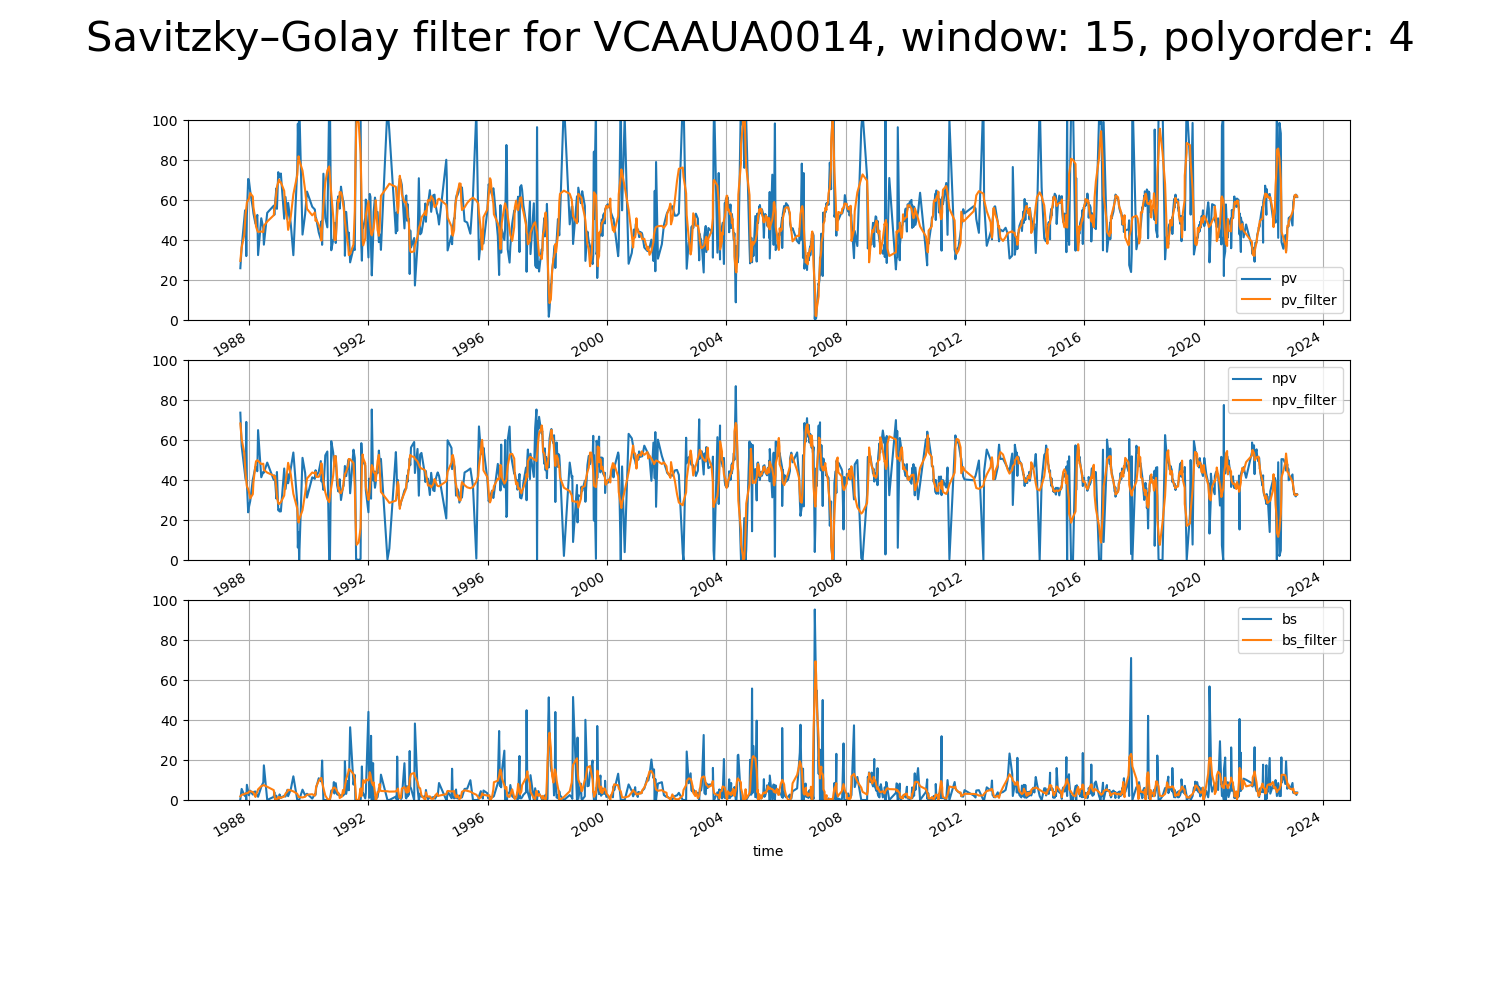 Savitzky–Golay filter for VCAAUA0014, window: 15, polyorder: 4
100
80
60
40
20
0
pv
pv_filter
1988 1992 1996 2000 2004 2008 2012 2016 2020 2024
100
80
60
40
20
0
npv
npv_filter
1988 1992 1996 2000 2004 2008 2012 2016 2020 2024
100
80
60
40
20
0
bs
bs_filter
1988 1992 1996 2000 2004 2008 2012 2016 2020 2024
time